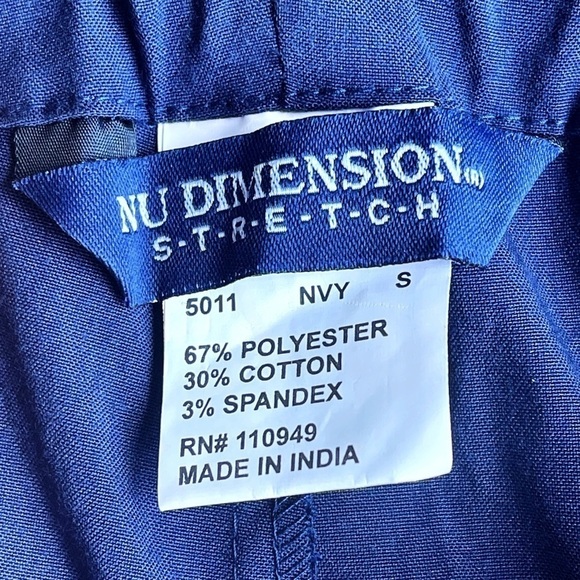 NU DIMENSION(R)
S-T-R-E-T-C-H
5011 NVY S
67% POLYESTER
30% COTTON
3% SPANDEX
RN# 110949
MADE IN INDIA